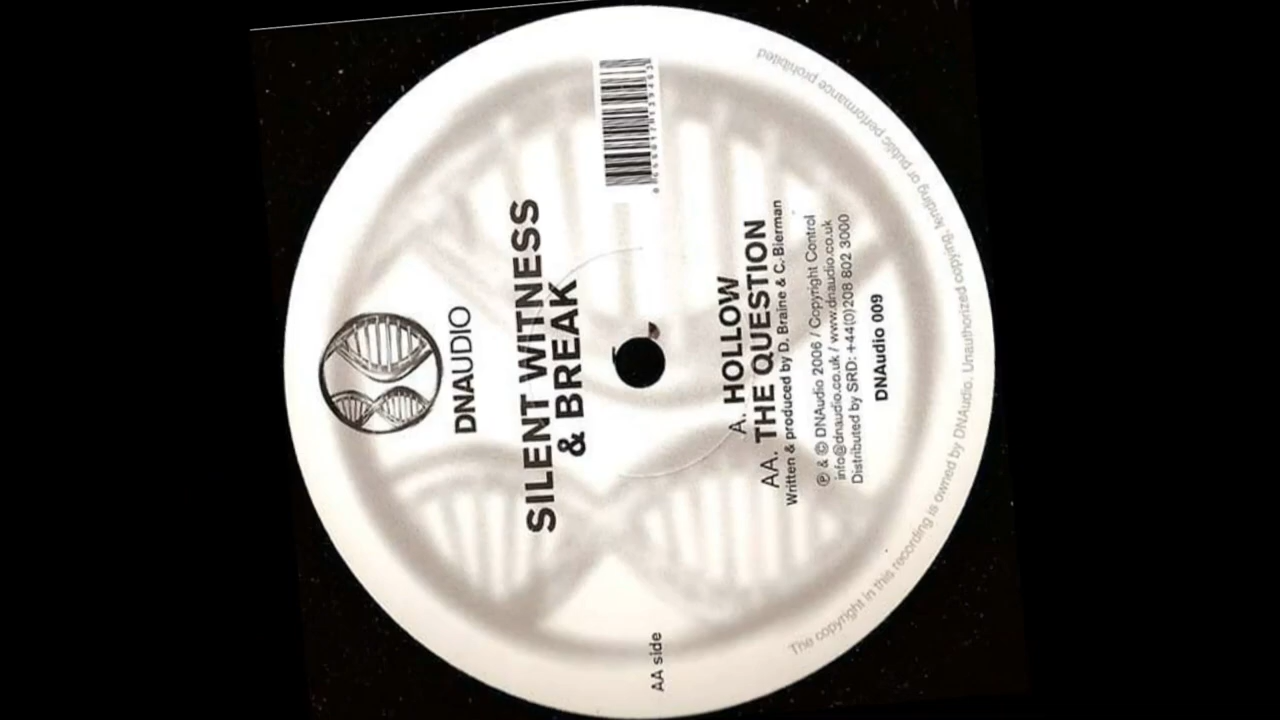 DNAUDIO
SILENT WITNESS
& BREAK
A. HOLLOW
AA. THE QUESTION
Written & produced by D. Braine & C. Bierman
℗ & © DNAudio 2006 / Copyright Control
info@dnaudio.co.uk / www.dnaudio.co.uk
Distributed by SRD: +44(0)208 802 3000
DNAudio 009
AA side
The copyright in this recording is owned by DNAudio. Unauthorized copying, lending or public performance prohibited